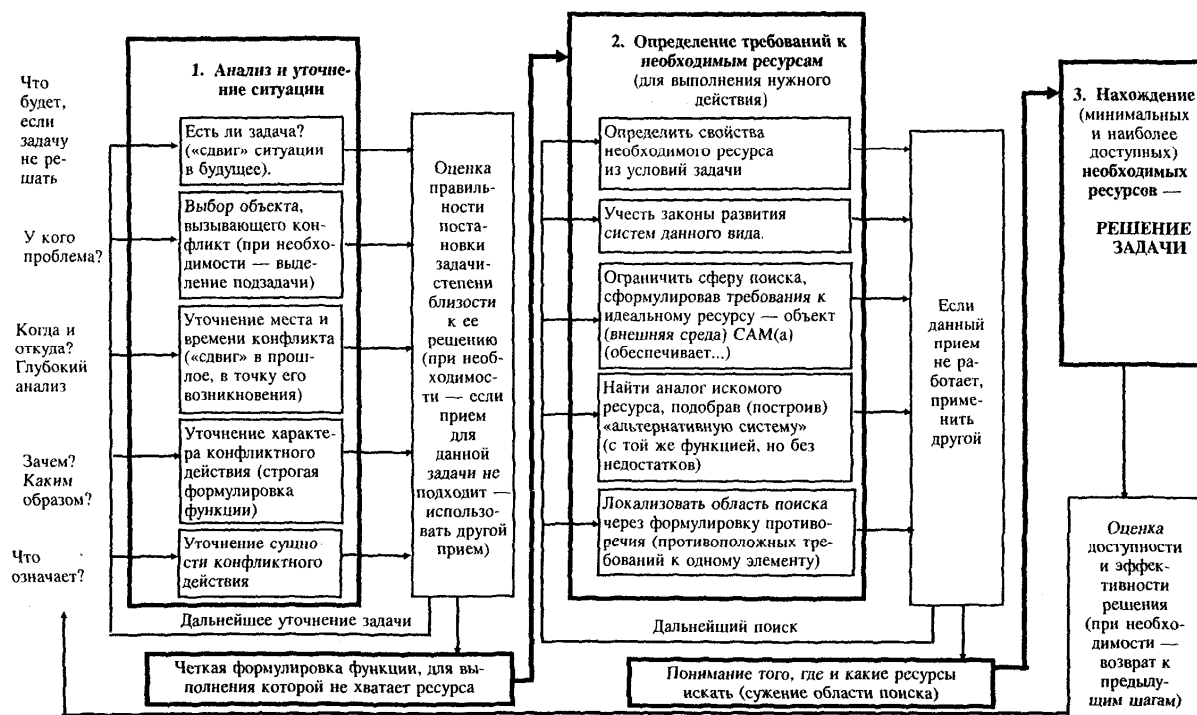 Что
будет,
если
задачу
не ре-
шать
У кого
проблема?
Когда и
откуда?
Глубокий
анализ
Зачем?
Каким
образом?
Что
означает?
1. Анализ и уточне-
ние ситуации
Есть ли задача?
(«сдвиг» ситуации
в будущее).
Выбор объекта,
вызывающего кон-
фликт (при необхо-
димости — выде-
ление подзадачи)
Уточнение места и
времени конфликта
(«сдвиг» в прош-
лое, в точку его
возникновения)
Уточнение характе-
ра конфликтного
действия (строгая
формулировка
функции)
Уточнение сущно
сти конфликтного
действия
Дальнейшее уточнение задачи
Оценка
правиль-
ности
поста-
новки
задачи-
степени
близости
к ее
решению
(при необ-
ходимос-
ти — если
прием
для
данной
задачи не
подходит —
использо-
вать другой
прием)
Четкая формулировка функции, для вы-
полнения которой не хватает ресурса
2. Определение требований к
необходимым ресурсам
(для выполнения нужного
действия)
Определить свойства
необходимого ресурса
из условий задачи
Учесть законы развития
систем данного вида.
Ограничить сферу поиска,
сформулировав требования к
идеальному ресурсу — объект
(внешняя среда) САМ(а)
(обеспечивает...)
Найти аналог искомого
ресурса, подобрав (построив)
«альтернативную систему»
(с той же функцией, но без
недостатков)
Локализовать область поиска
через формулировку противо-
речия (противоположных тре-
бований к одному элементу)
Дальнейший поиск
Если
данный
прием
не ра-
ботает,
приме-
нить
другой
Понимание того, где и какие ресурсы
искать (сужение области поиска)
3. Нахождение
(минимальных
и наиболее
доступных)
необходимых
ресурсов —
РЕШЕНИЕ
ЗАДАЧИ
Оценка
доступности
и эффек-
тивности
решения
(при необхо-
димости —
возврат к
предылу-
щим шагам)